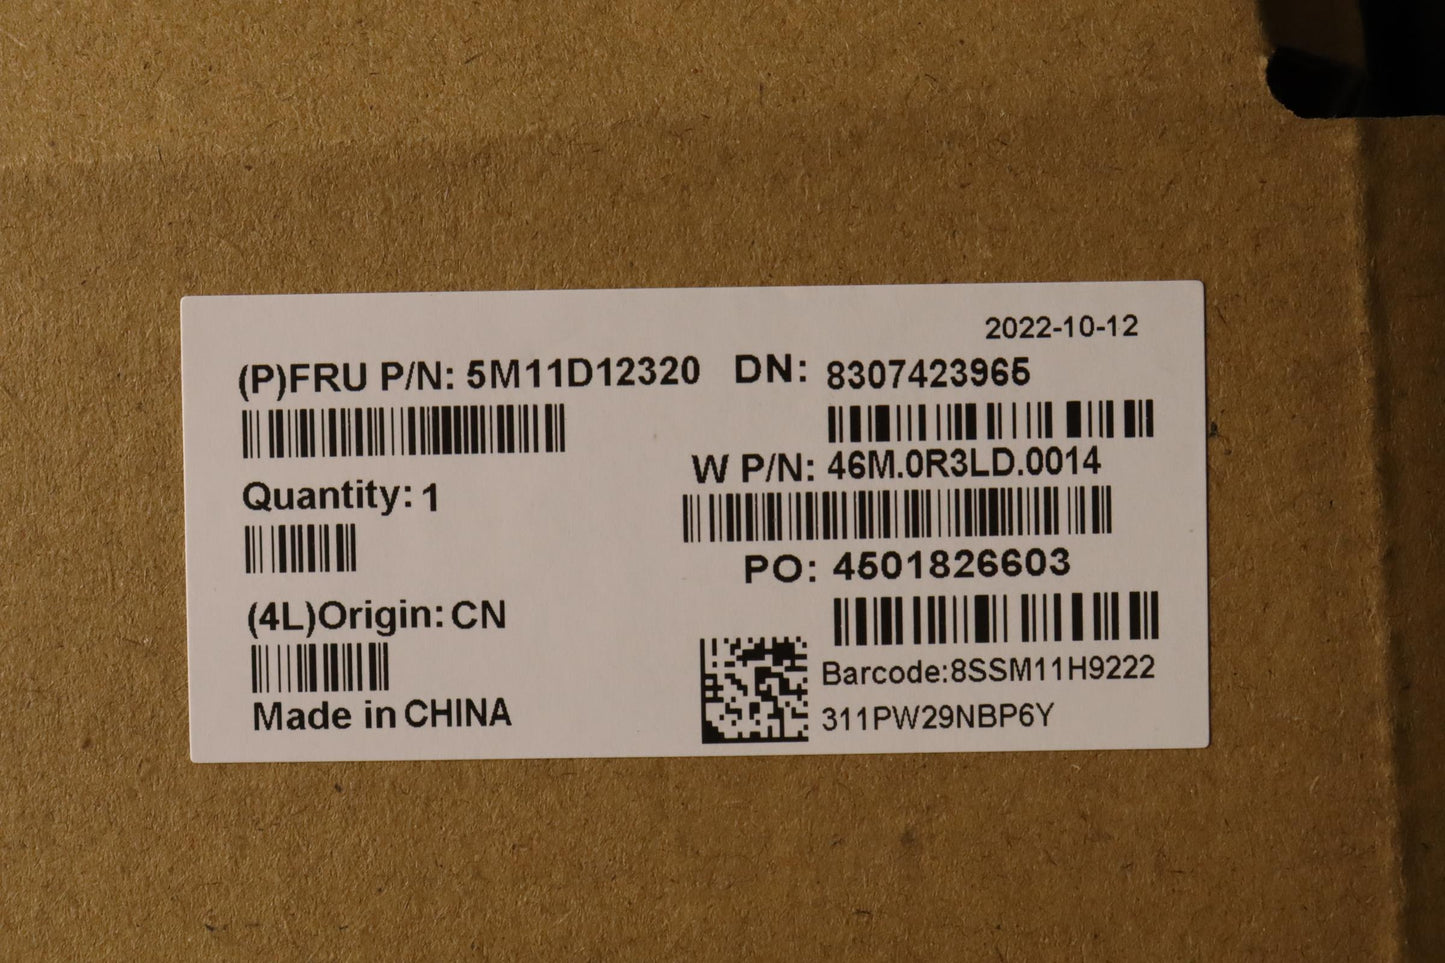 2022-10-12
(P)FRU P/N: 5M11D12320 DN: 8307423965
W P/N: 46M.0R3LD.0014
Quantity: 1
PO: 4501826603
(4L)Origin: CN
Barcode:8SSM11H9222
311PW29NBP6Y
Made in CHINA